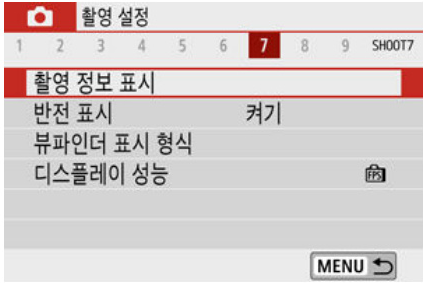 촬영 설정
1 2 3 4 5 6 7 8 9 SHOOT7
촬영 정보 표시
반전 표시 켜기
뷰파인더 표시 형식
디스플레이 성능 FPS
MENU